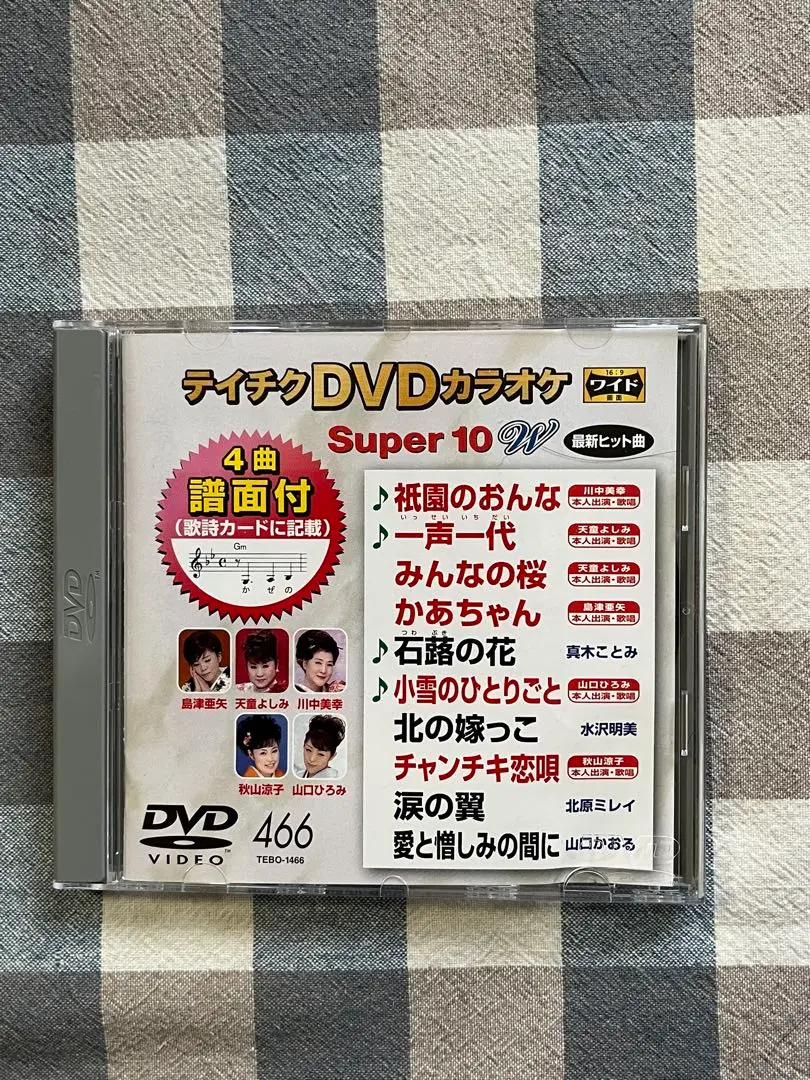 テイチクDVDカラオケ
16:9
ワイド
画面
Super 10 W
最新ヒット曲
4曲
譜面付
(歌詩カードに記載)
Gm
かぜの
島津亜矢 天童よしみ 川中美幸
秋山涼子 山口ひろみ
♪祇園のおんな 川中美幸 本人出演・歌唱
いっせいいちだい
♪一声一代 天童よしみ 本人出演・歌唱
みんなの桜 天童よしみ 本人出演・歌唱
かあちゃん 島津亜矢 本人出演・歌唱
つわぶき
♪石蕗の花 真木ことみ
♪小雪のひとりごと 山口ひろみ 本人出演・歌唱
北の嫁っこ 水沢明美
チャンチキ恋唄 秋山涼子 本人出演・歌唱
涙の翼 北原ミレイ
愛と憎しみの間に 山口かおる
DVD
VIDEO™
466
TEBO-1466
DVD
DVD